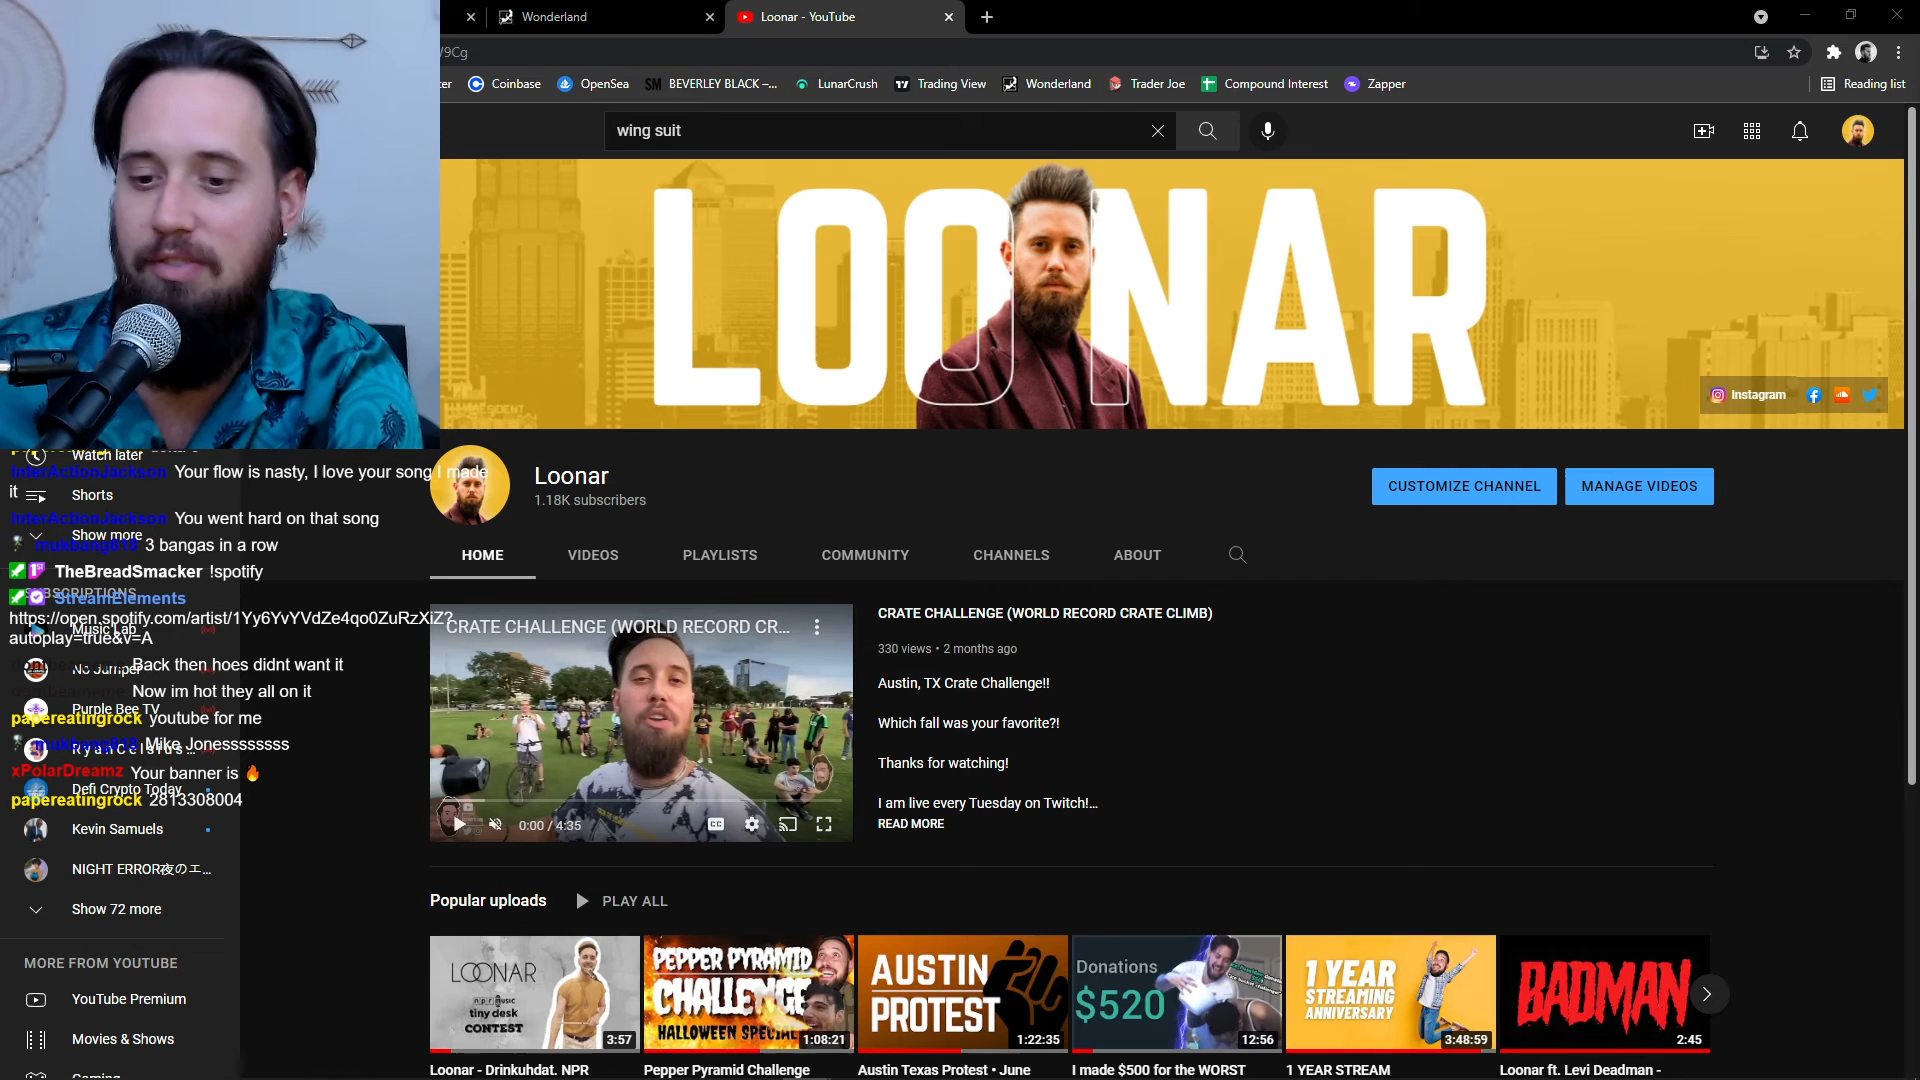 Wonderland
Loonar - YouTube
/9Cg
Coinbase
OpenSea
BEVERLEY BLACK –...
LunarCrush
Trading View
Wonderland
Trader Joe
Compound Interest
Zapper
Reading list
wing suit
LOONAR
Instagram
Loonar
1.18K subscribers
CUSTOMIZE CHANNEL
MANAGE VIDEOS
HOME
VIDEOS
PLAYLISTS
COMMUNITY
CHANNELS
ABOUT
Watch later
InterActionJackson Your flow is nasty, I love your song I made
it
Shorts
InterActionJackson You went hard on that song
Show more
mukbang818 3 bangas in a row
TheBreadSmacker !spotify
SUBSCRIPTIONS
StreamElements
https://open.spotify.com/artist/1Yy6YvYVdZe4qo0ZuRzXiZ?
autoplay=true&v=A
Music Lab
Back then hoes didnt want it
No Jumper
Now im hot they all on it
Purple Bee TV
papereatingrock youtube for me
mukbang818 Mike Jonessssssss
xPolarDreamz Your banner is 🔥
Defi Crypto Today
papereatingrock 2813308004
Kevin Samuels
NIGHT ERROR夜のエ...
Show 72 more
MORE FROM YOUTUBE
YouTube Premium
Movies & Shows
CRATE CHALLENGE (WORLD RECORD CR...
0:00 / 4:35
CC
CRATE CHALLENGE (WORLD RECORD CRATE CLIMB)
330 views • 2 months ago
Austin, TX Crate Challenge!!
Which fall was your favorite?!
Thanks for watching!
I am live every Tuesday on Twitch!...
READ MORE
Popular uploads
PLAY ALL
LOONAR
npr music
tiny desk
CONTEST
3:57
Loonar - Drinkuhdat. NPR
PEPPER PYRAMID
CHALLENGE
HALLOWEEN SPECIAL
1:08:21
Pepper Pyramid Challenge
AUSTIN
PROTEST
1:22:35
Austin Texas Protest • June
Donations
$520
12:56
I made $500 for the WORST
1 YEAR
STREAMING
ANNIVERSARY
3:48:59
1 YEAR STREAM
BADMAN
2:45
Loonar ft. Levi Deadman -